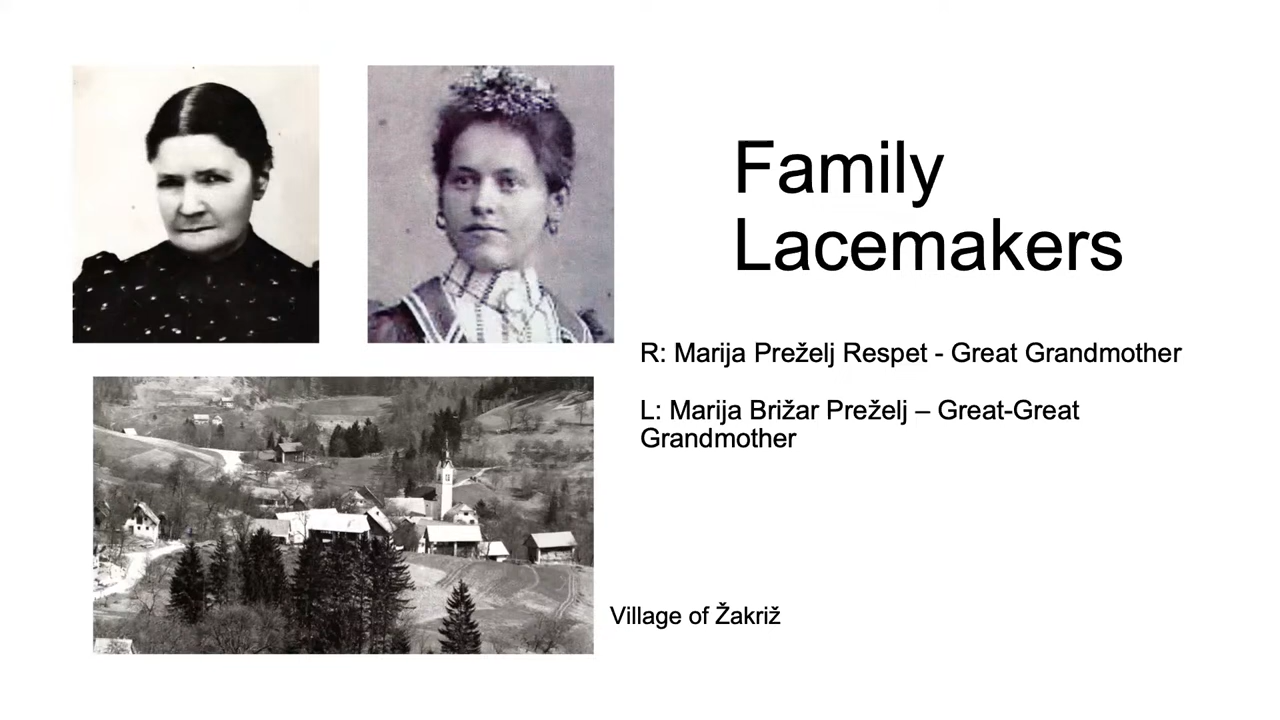 Family
Lacemakers
R: Marija Preželj Respet - Great Grandmother
L: Marija Brižar Preželj – Great-Great
Grandmother
Village of Žakriž